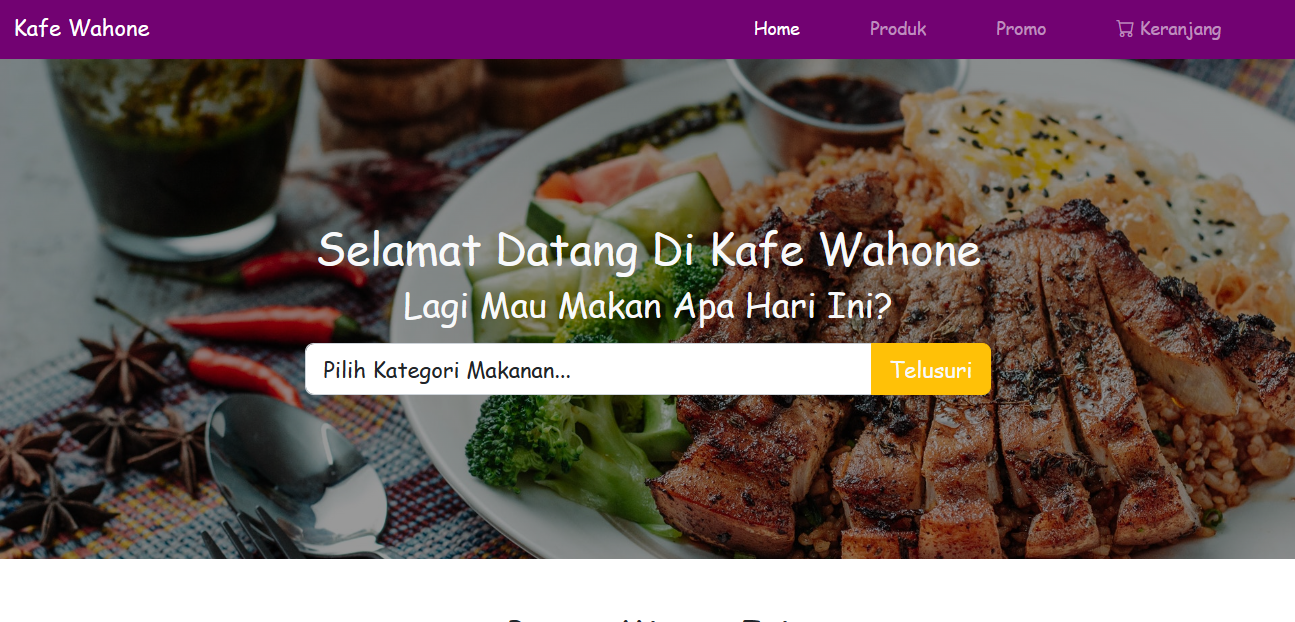 Kafe Wahone
Home Produk Promo Keranjang
Selamat Datang Di Kafe Wahone
Lagi Mau Makan Apa Hari Ini?
Pilih Kategori Makanan... Telusuri